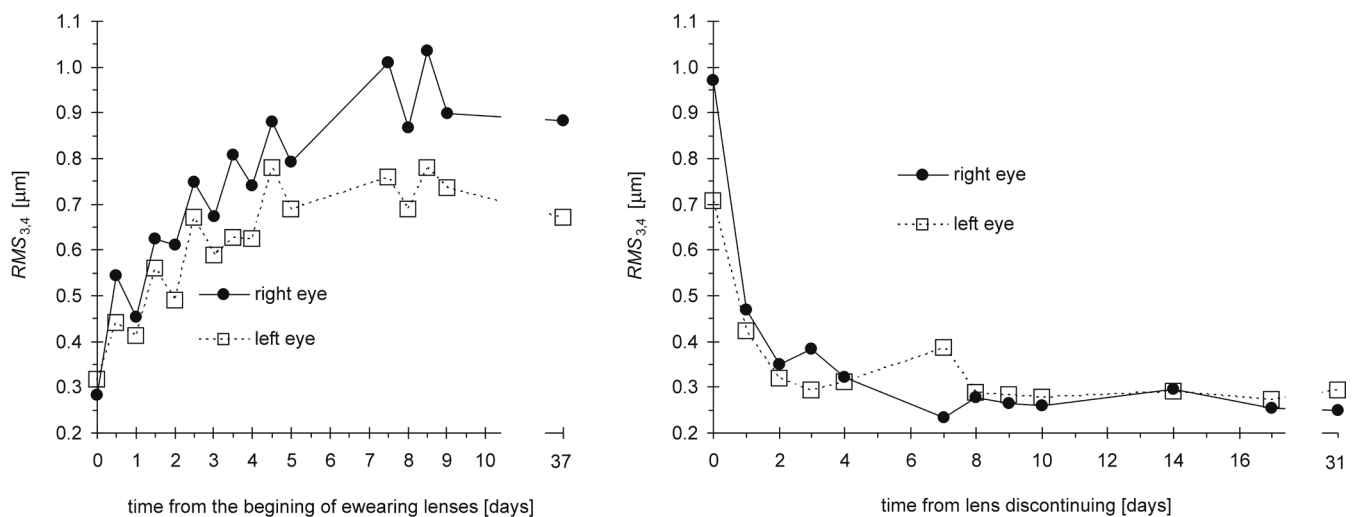 1.1
1.0
0.9
0.8
0.7
0.6
0.5
0.4
0.3
0.2
RMS3,4 [µm]
right eye
left eye
0 1 2 3 4 5 6 7 8 9 10 37
time from the begining of ewearing lenses [days]
1.1
1.0
0.9
0.8
0.7
0.6
0.5
0.4
0.3
0.2
RMS3,4 [µm]
right eye
left eye
0 2 4 6 8 10 12 14 16 31
time from lens discontinuing [days]